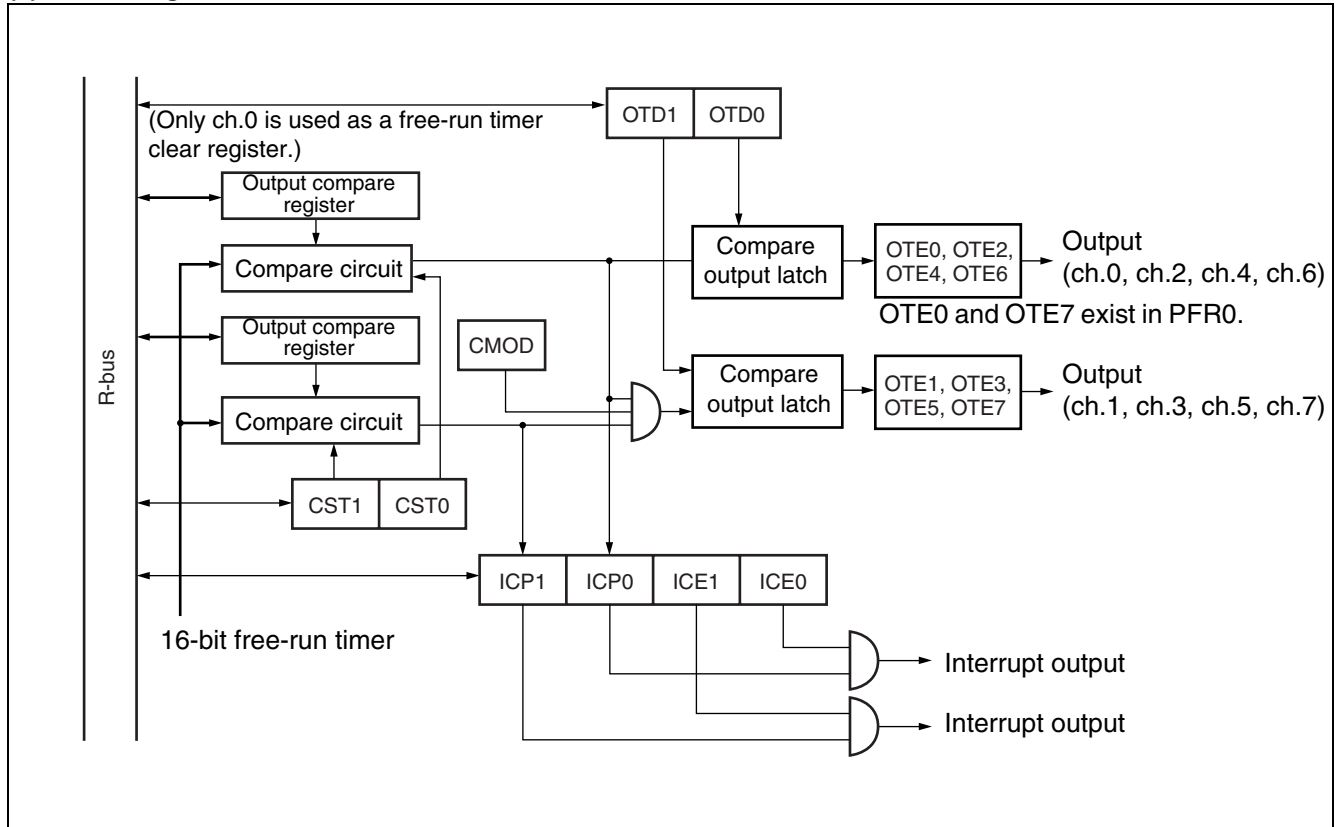 OTD1 OTD0
(Only ch.0 is used as a free-run timer
clear register.)
Output compare
register
Compare circuit
Compare
output latch
OTE0, OTE2,
OTE4, OTE6
Output
(ch.0, ch.2, ch.4, ch.6)
OTE0 and OTE7 exist in PFR0.
Output compare
register
CMOD
R-bus
Compare circuit
Compare
output latch
OTE1, OTE3,
OTE5, OTE7
Output
(ch.1, ch.3, ch.5, ch.7)
CST1 CST0
ICP1 ICP0 ICE1 ICE0
16-bit free-run timer
Interrupt output
Interrupt output